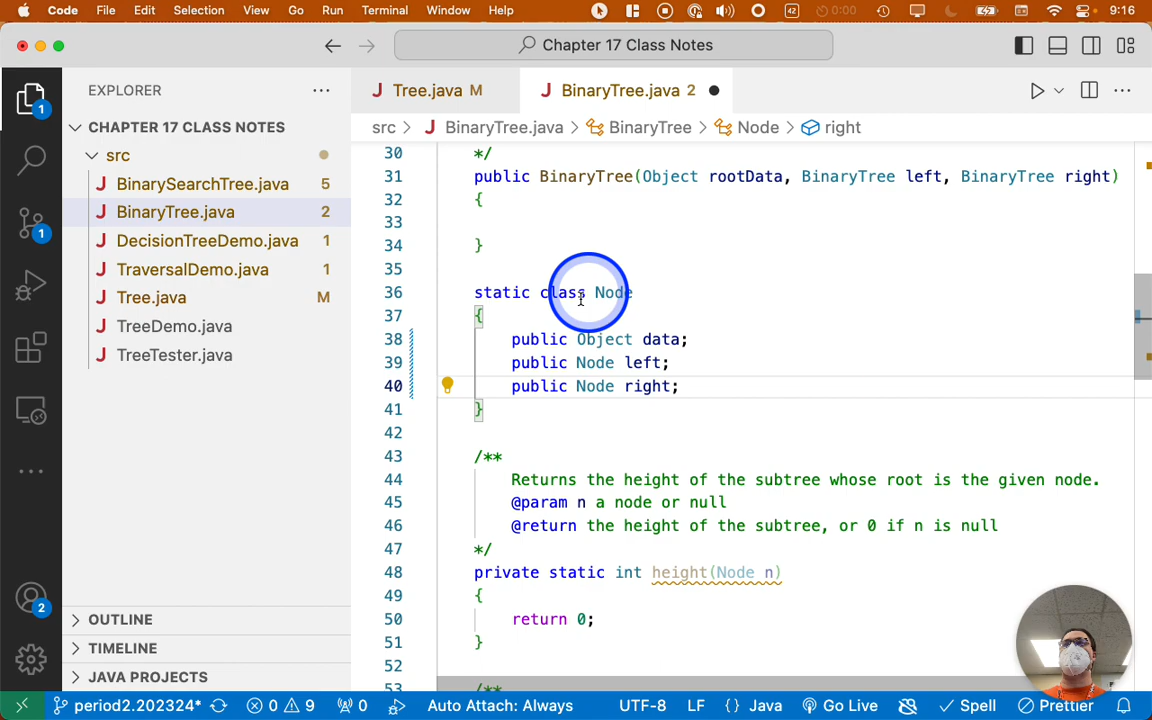 Code File Edit Selection View Go Run Terminal Window Help 42 0:00 9:16
Chapter 17 Class Notes
EXPLORER
J Tree.java M
J BinaryTree.java 2
CHAPTER 17 CLASS NOTES
src
J BinarySearchTree.java 5
J BinaryTree.java 2
J DecisionTreeDemo.java 1
J TraversalDemo.java 1
J Tree.java M
J TreeDemo.java
J TreeTester.java
OUTLINE
TIMELINE
JAVA PROJECTS
1
1
2
src > J BinaryTree.java > BinaryTree > Node > right
30 */
31 public BinaryTree(Object rootData, BinaryTree left, BinaryTree right)
32 {
33
34 }
35
36 static class Node
37 {
38 public Object data;
39 public Node left;
40 public Node right;
41 }
42
43 /**
44 Returns the height of the subtree whose root is the given node.
45 @param n a node or null
46 @return the height of the subtree, or 0 if n is null
47 */
48 private static int height(Node n)
49 {
50 return 0;
51 }
52
53 /**
period2.202324* 0 9 0 Auto Attach: Always UTF-8 LF {} Java Go Live Spell Prettier